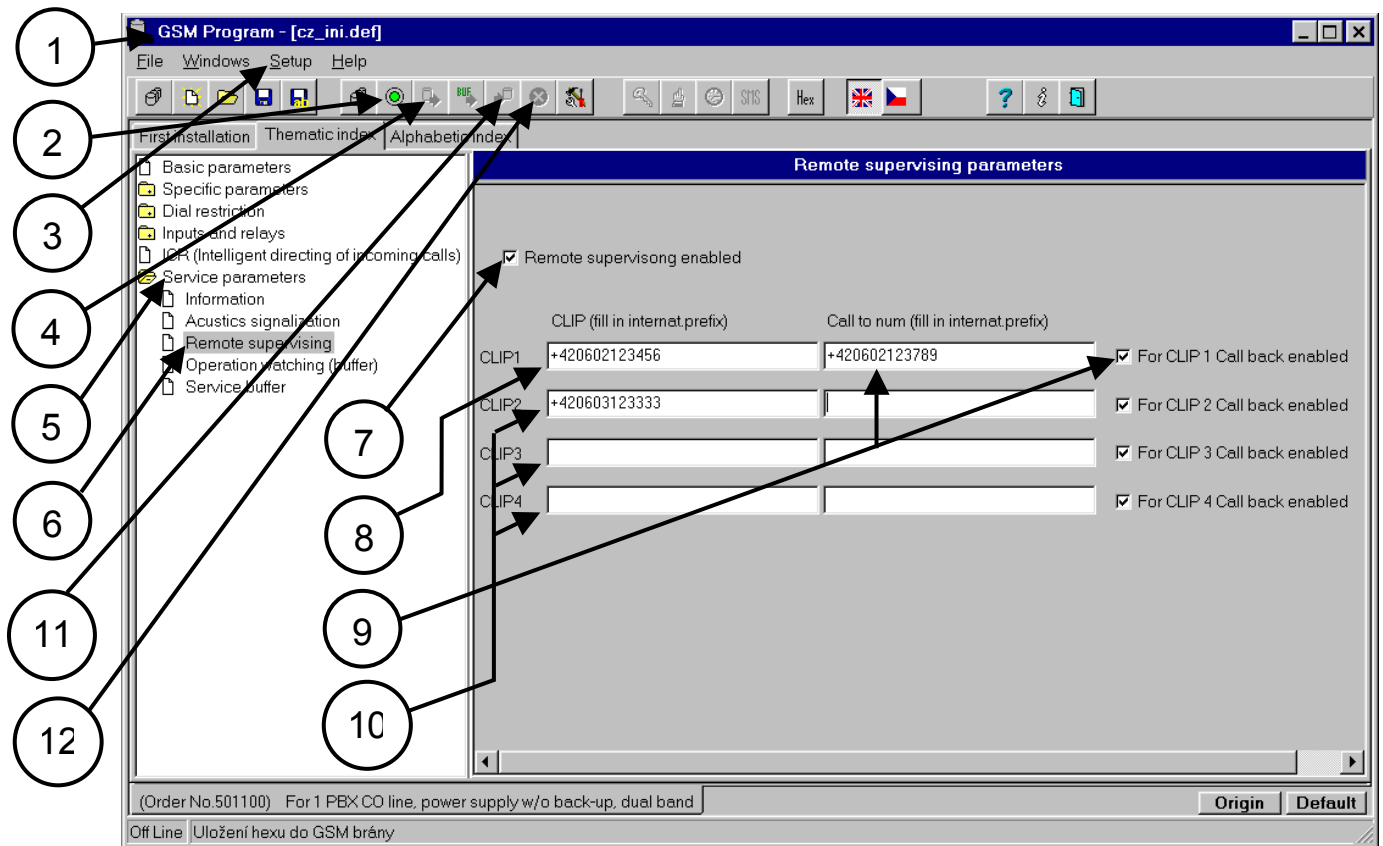 GSM Program - [cz_ini.def]
File Windows Setup Help
BUF SMS Hex
First installation Thematic index Alphabetic index
Basic parameters
Specific parameters
Dial restriction
Inputs and relays
ICR (Intelligent directing of incoming calls)
Service parameters
Information
Acustics signalization
Remote supervising
Operation watching (buffer)
Service buffer
Remote supervising parameters
Remote supervisong enabled
CLIP (fill in internat.prefix) Call to num (fill in internat.prefix)
CLIP1 +420602123456 +420602123789 For CLIP 1 Call back enabled
CLIP2 +420603123333 For CLIP 2 Call back enabled
CLIP3 For CLIP 3 Call back enabled
CLIP4 For CLIP 4 Call back enabled
(Order No.501100) For 1 PBX CO line, power supply w/o back-up, dual band Origin Default
Off Line Uložení hexu do GSM brány
1
2
3
4
5
6
11
12
7
8
9
10